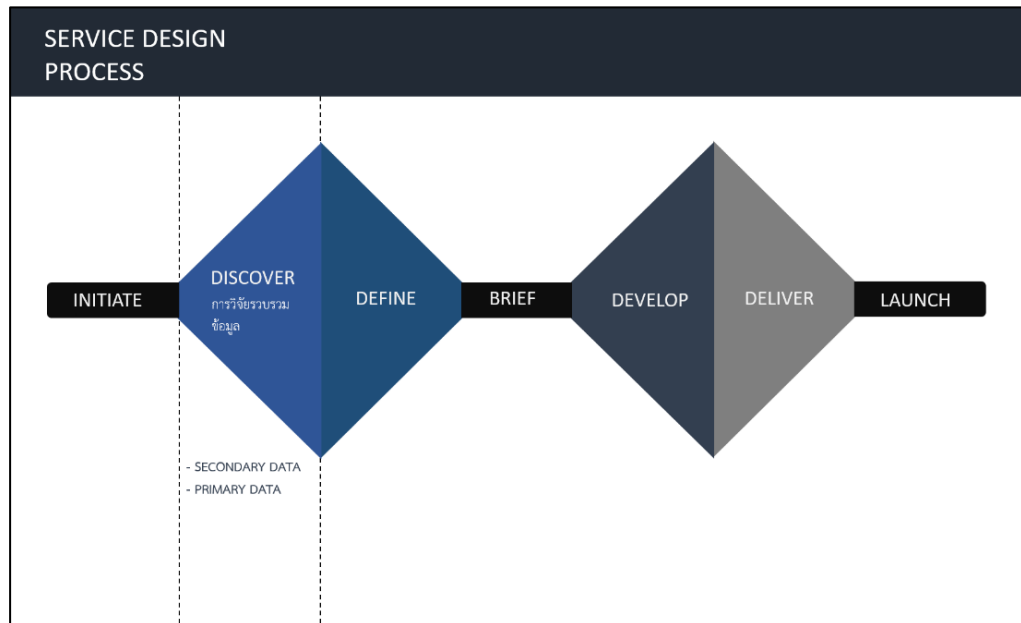 SERVICE DESIGN
PROCESS
INITIATE
DISCOVER
การวิจัยรวบรวม
ข้อมูล
DEFINE
BRIEF
DEVELOP
DELIVER
LAUNCH
- SECONDARY DATA
- PRIMARY DATA